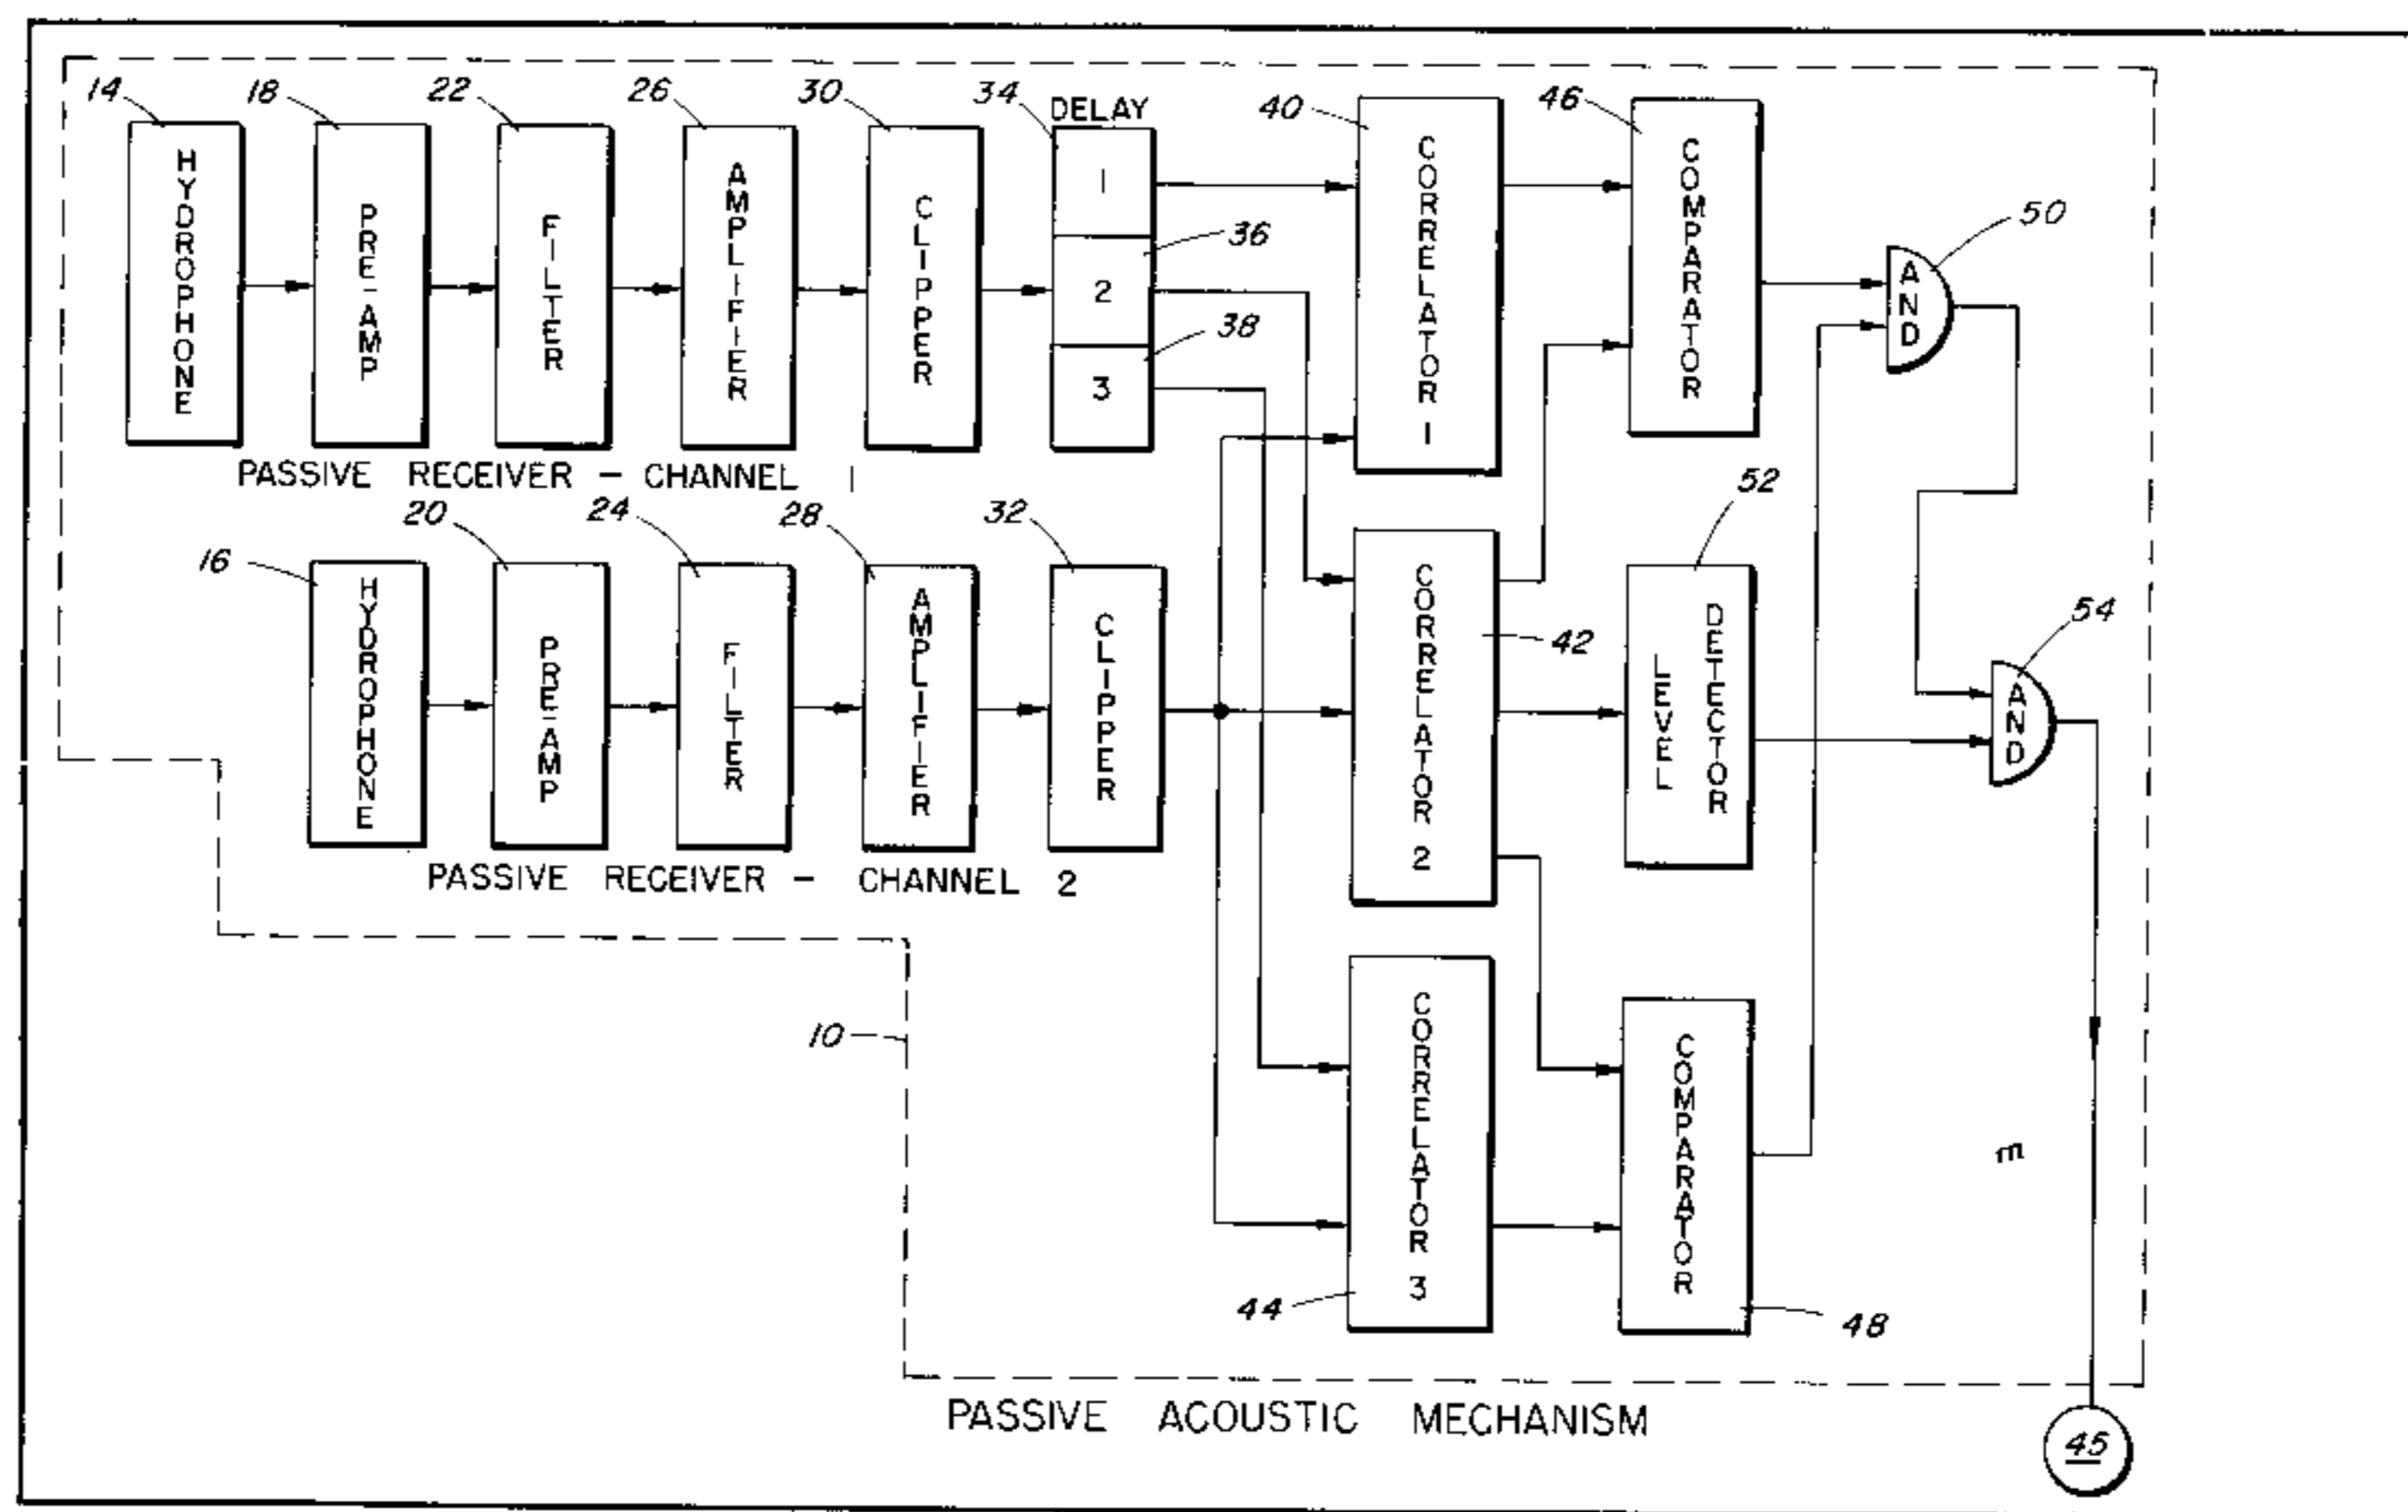 14 18 22 26 30 34 DELAY 40 46
HYDROPHONE
PRE-AMP
FILTER
AMPLIFIER
CLIPPER
1
2
3
36
38
CORRELATOR 1
COMPARATOR
50
AND
PASSIVE RECEIVER - CHANNEL 1
16 20 24 28 32 42 52
HYDROPHONE
PRE-AMP
FILTER
AMPLIFIER
CLIPPER
CORRELATOR 2
LEVEL
DETECTOR
54
AND
PASSIVE RECEIVER - CHANNEL 2
10
CORRELATOR 3
44
COMPARATOR
48
m
PASSIVE ACOUSTIC MECHANISM
45